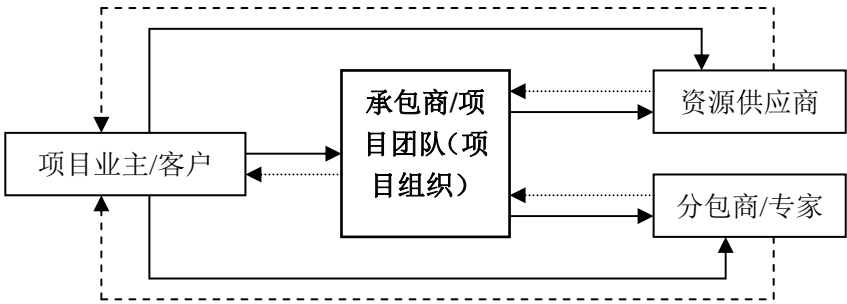 承包商/项
目团队(项
目组织)
资源供应商
项目业主/客户
分包商/专家